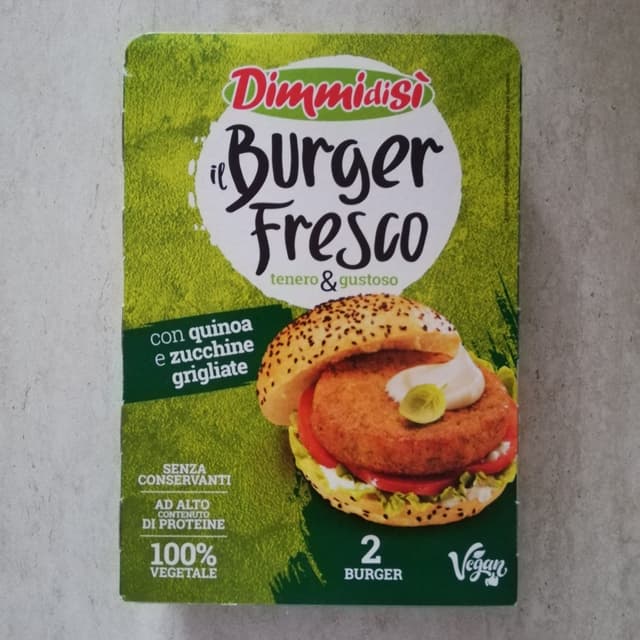 Dimmidisì
il Burger
Fresco
tenero & gustoso
con quinoa
e zucchine
grigliate
SENZA
CONSERVANTI
AD ALTO
CONTENUTO
DI PROTEINE
100%
VEGETALE
2
BURGER
Vegan